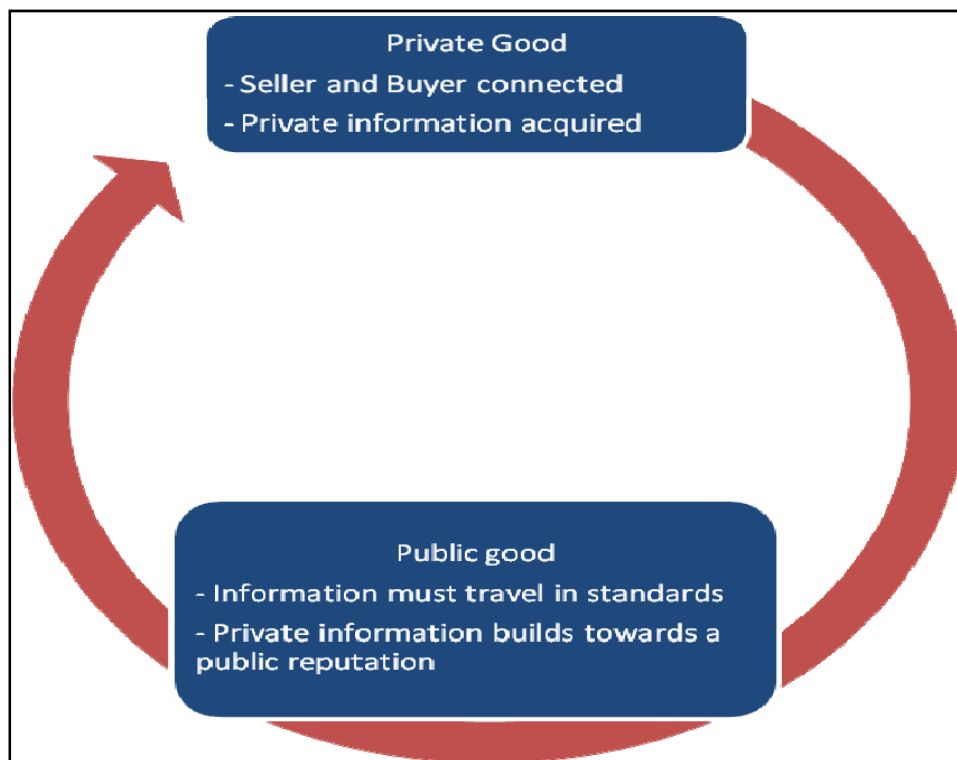 Private Good
- Seller and Buyer connected
- Private information acquired
Public good
- Information must travel in standards
- Private information builds towards a
public reputation